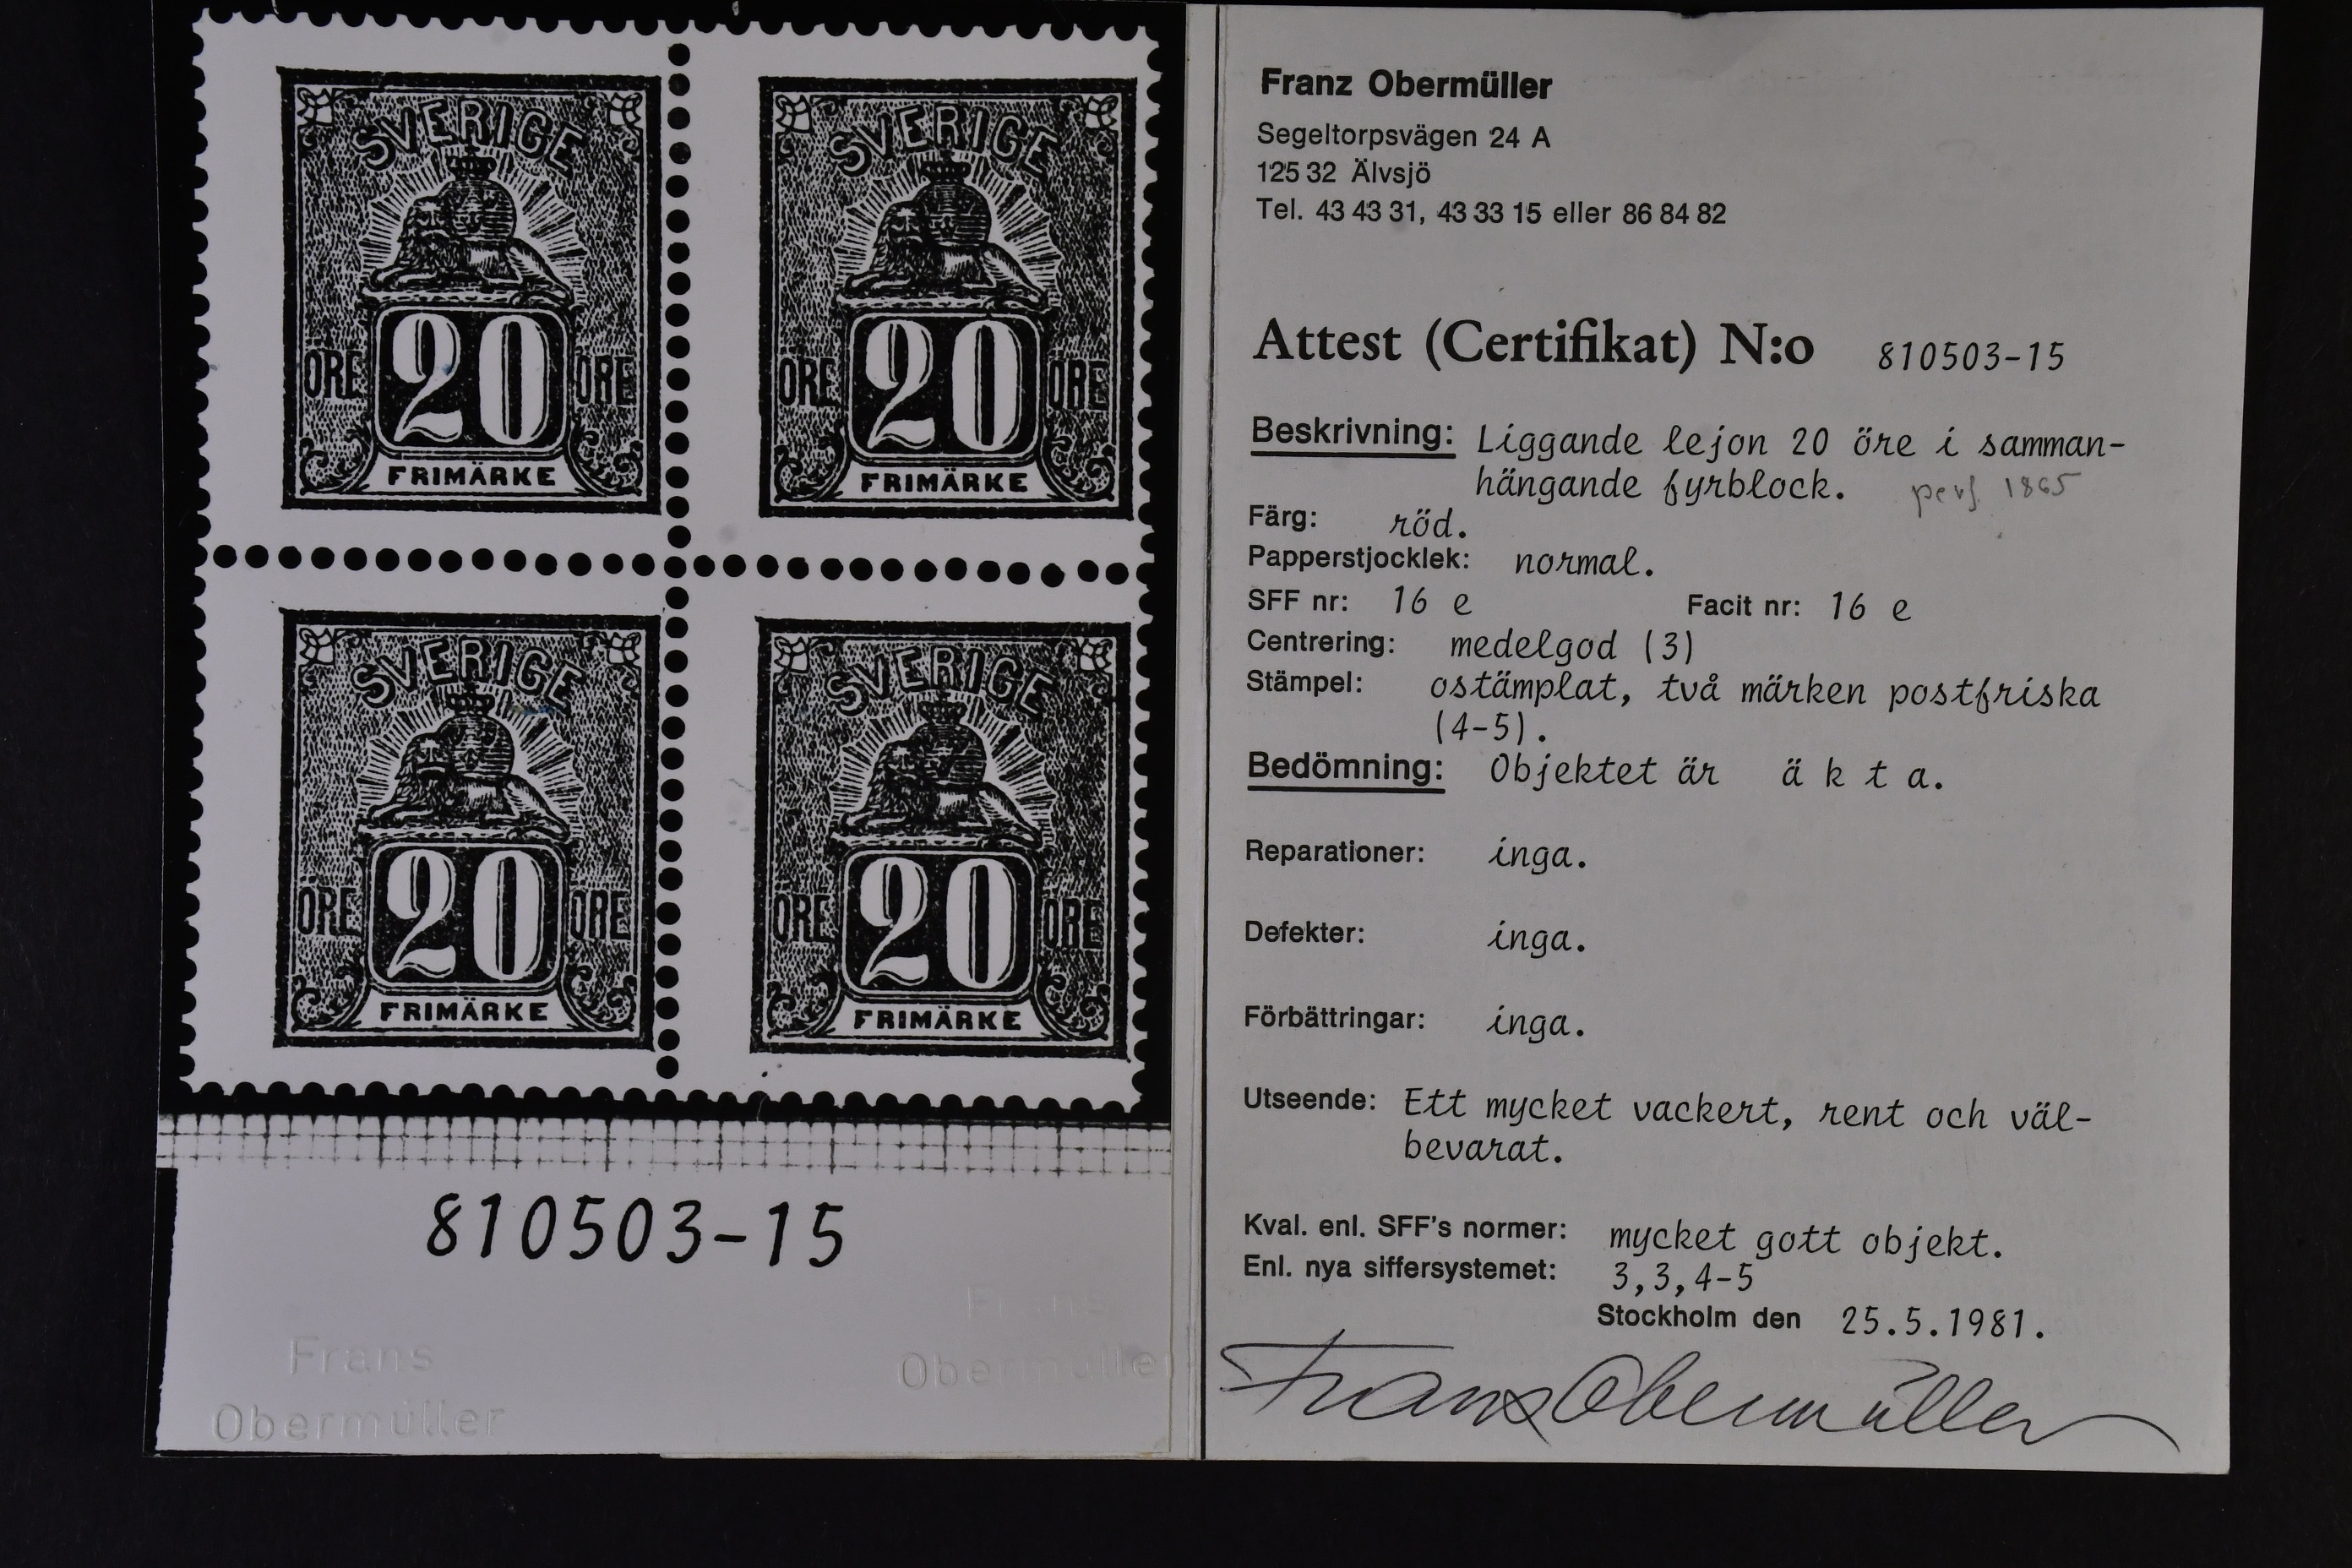 SVERIGE
ÖRE 20 ÖRE
FRIMÄRKE
SVERIGE
ÖRE 20 ÖRE
FRIMÄRKE
SVERIGE
ÖRE 20 ÖRE
FRIMÄRKE
SVERIGE
ÖRE 20 ÖRE
FRIMÄRKE
810503-15
Frans
Obermüller
Frans
Obermüller
Franz Obermüller
Segeltorpsvägen 24 A
125 32 Älvsjö
Tel. 43 43 31, 43 33 15 eller 86 84 82
Attest (Certifikat) N:o 810503-15
Beskrivning: Liggande lejon 20 öre i samman-
hängande fyrblock. perf. 1865
Färg: röd.
Papperstjocklek: normal.
SFF nr: 16 e Facit nr: 16 e
Centrering: medelgod (3)
Stämpel: ostämplat, två märken postfriska
(4-5).
Bedömning: Objektet är ä k t a.
Reparationer: inga.
Defekter: inga.
Förbättringar: inga.
Utseende: Ett mycket vackert, rent och väl-
bevarat.
Kval. enl. SFF's normer: mycket gott objekt.
Enl. nya siffersystemet: 3,3,4-5
Stockholm den 25.5.1981.
Franz Obermüller